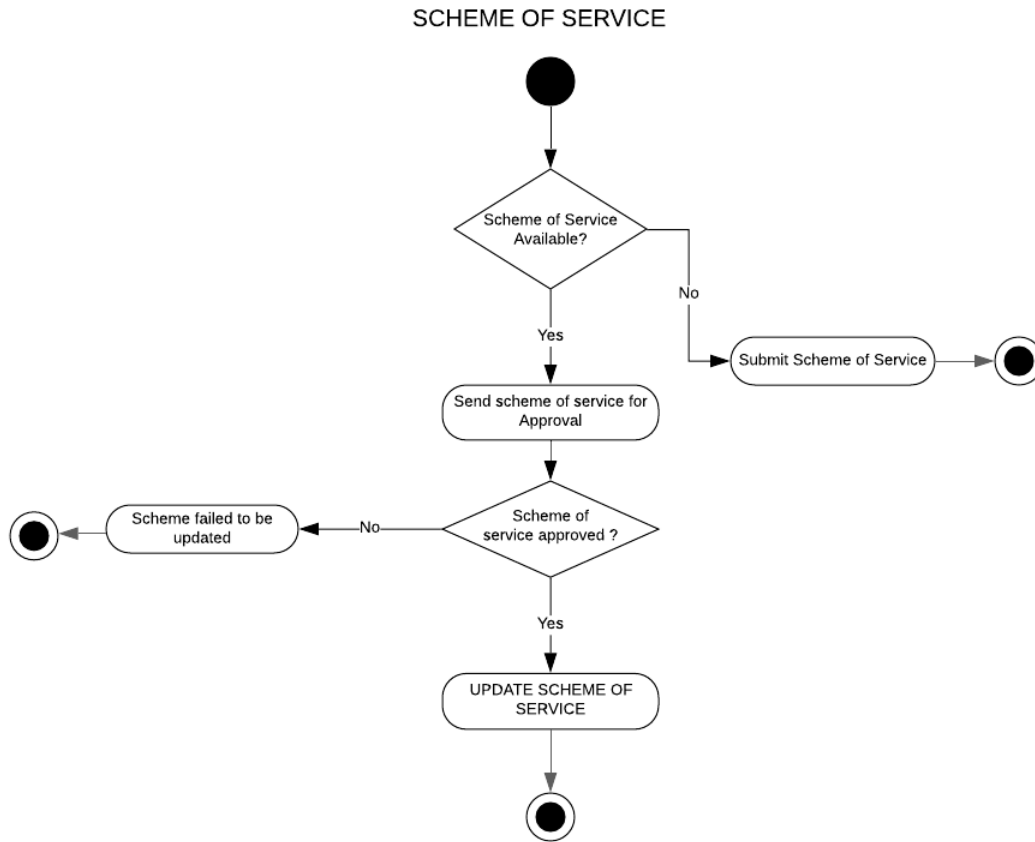 SCHEME OF SERVICE
Scheme of Service
Available?
No
Yes
Submit Scheme of Service
Send scheme of service for
Approval
Scheme failed to be
updated
No
Scheme of
service approved ?
Yes
UPDATE SCHEME OF
SERVICE